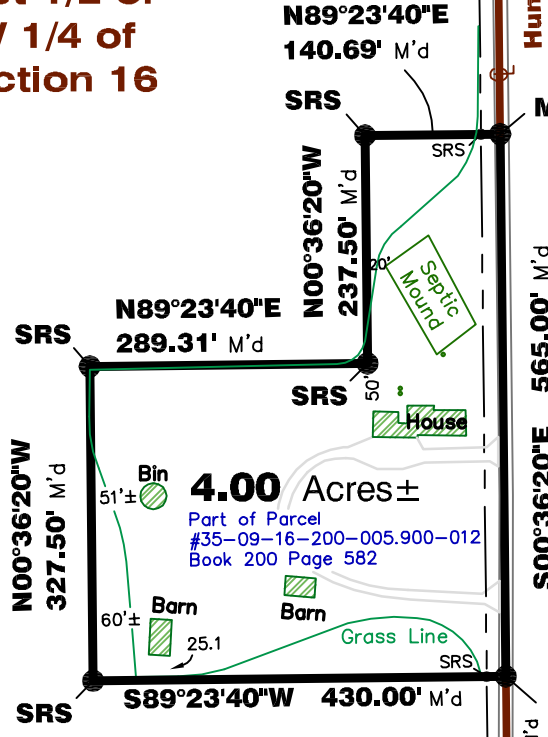 N89°23'40"E
140.69' M'd
1/4 of
ction 16
SRS
SRS
N00°36'20"W
237.50' M'd
20'
Septic
Mound
N89°23'40"E
289.31' M'd
SRS
SRS
50'
565.00' M'd
S00°36'20"E
House
N00°36'20"W
327.50' M'd
Bin
51'±
4.00 Acres±
Part of Parcel
#35-09-16-200-005.900-012
Book 200 Page 582
Barn
Barn
60'±
25.1
Grass Line
SRS
SRS
S89°23'40"W 430.00' M'd